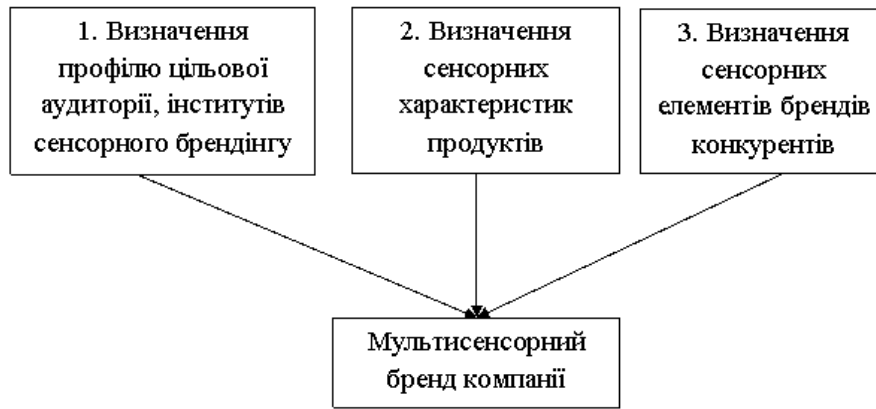 1. Визначення
профілю цільової
аудиторії, інститутів
сенсорного брендінгу
2. Визначення
сенсорних
характеристик
продуктів
3. Визначення
сенсорних
елементів брендів
конкурентів
Мультисенсорний
бренд компанії